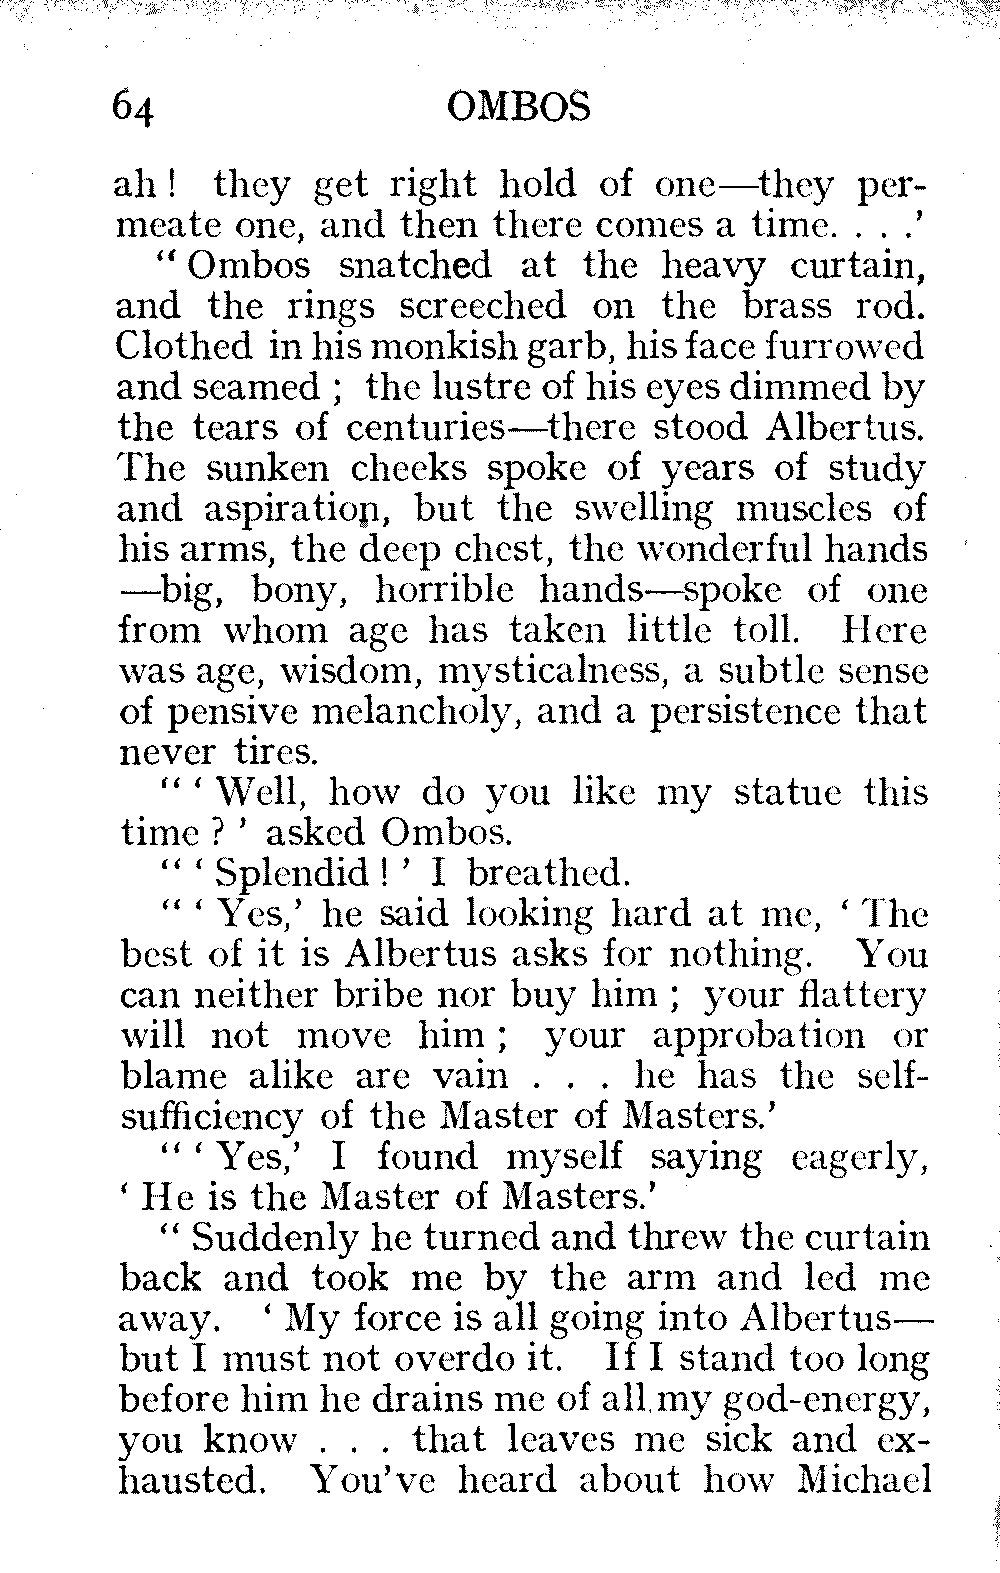 64 OMBOS
ah ! they get right hold of one—they per-
meate one, and then there comes a time. . . .’
“ Ombos snatched at the heavy curtain,
and the rings screeched on the brass rod.
Clothed in his monkish garb, his face furrowed
and seamed ; the lustre of his eyes dimmed by
the tears of centuries—there stood Albertus.
The sunken cheeks spoke of years of study
and aspiration, but the swelling muscles of
his arms, the deep chest, the wonderful hands
—big, bony, horrible hands—spoke of one
from whom age has taken little toll. Here
was age, wisdom, mysticalness, a subtle sense
of pensive melancholy, and a persistence that
never tires.
“ ‘ Well, how do you like my statue this
time ? ’ asked Ombos.
“ ‘ Splendid ! ’ I breathed.
“ ‘ Yes,’ he said looking hard at me, ‘ The
best of it is Albertus asks for nothing. You
can neither bribe nor buy him ; your flattery
will not move him ; your approbation or
blame alike are vain . . . he has the self-
sufficiency of the Master of Masters.’
“ ‘ Yes,’ I found myself saying eagerly,
‘ He is the Master of Masters.’
“ Suddenly he turned and threw the curtain
back and took me by the arm and led me
away. ‘ My force is all going into Albertus—
but I must not overdo it. If I stand too long
before him he drains me of all my god-energy,
you know . . . that leaves me sick and ex-
hausted. You’ve heard about how Michael